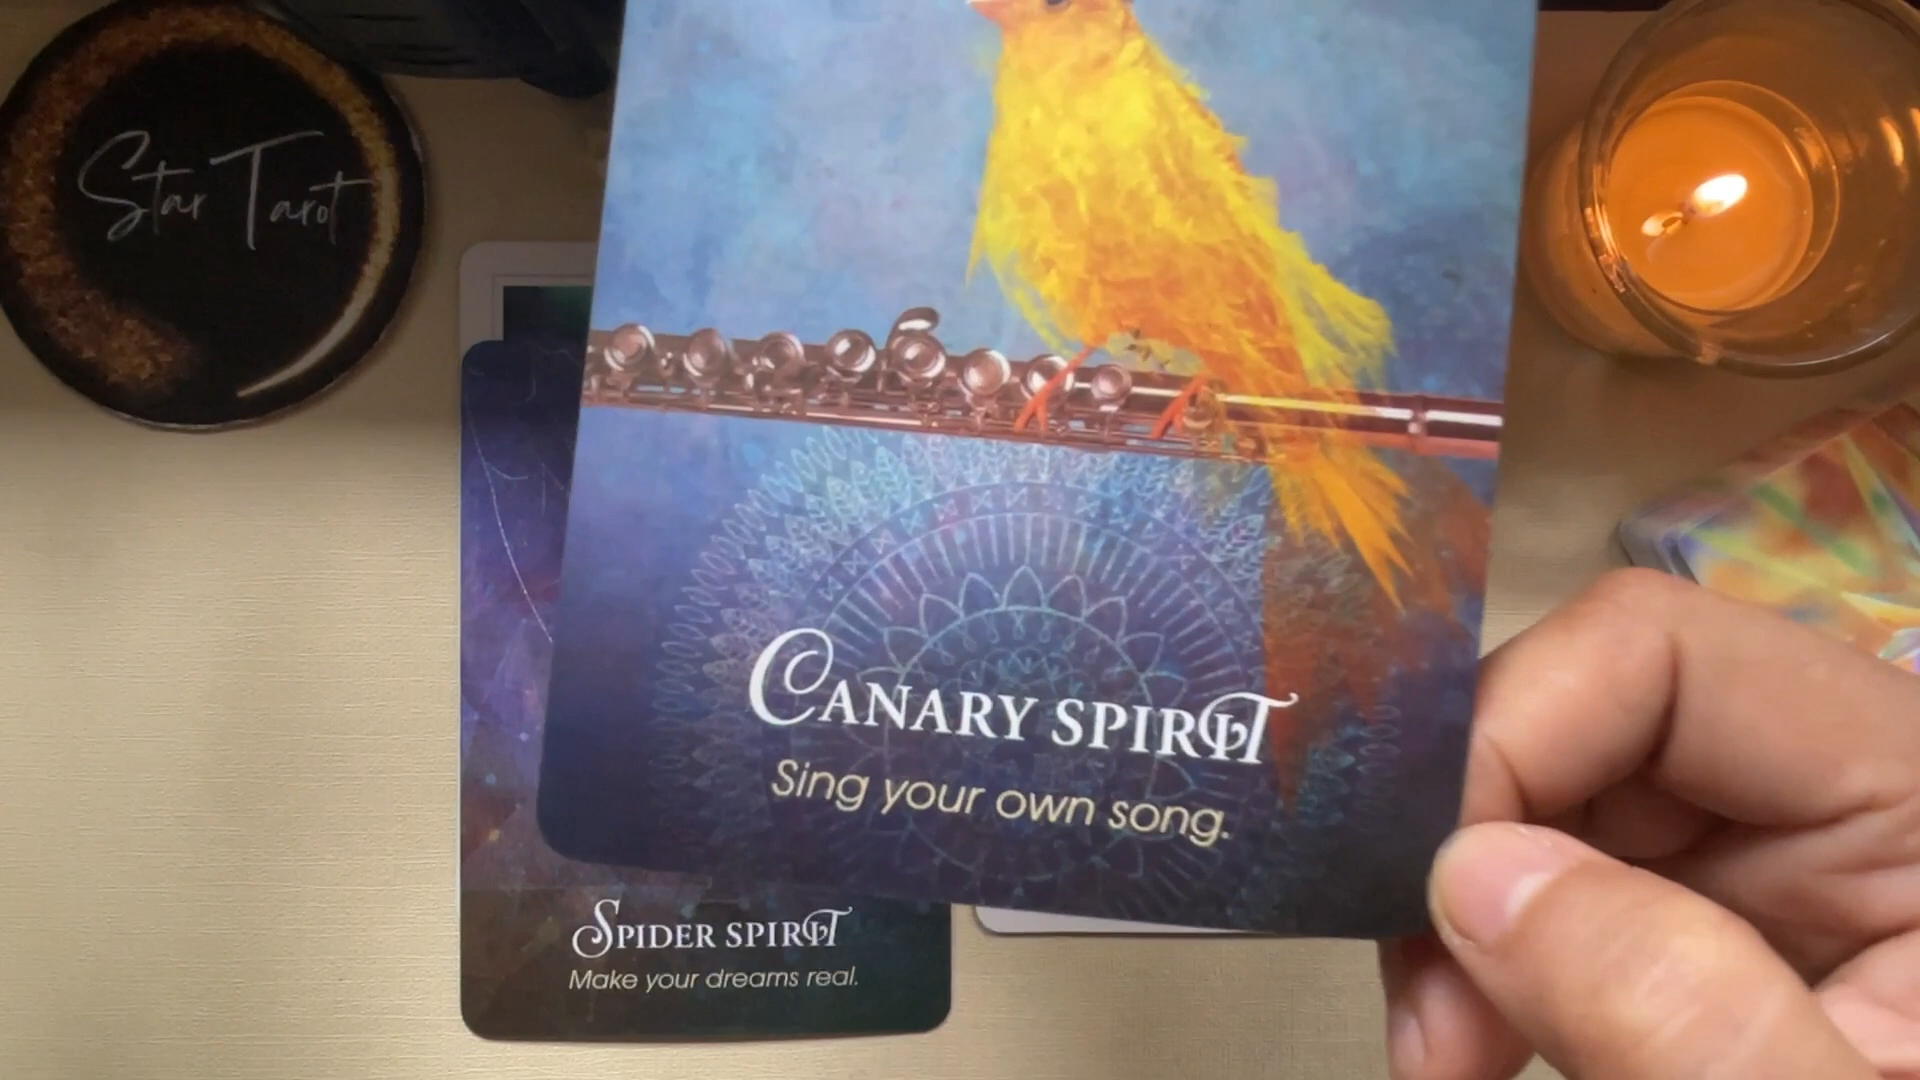 Star Tarot
CANARY SPIRIT
Sing your own song.
SPIDER SPIRIT
Make your dreams real.